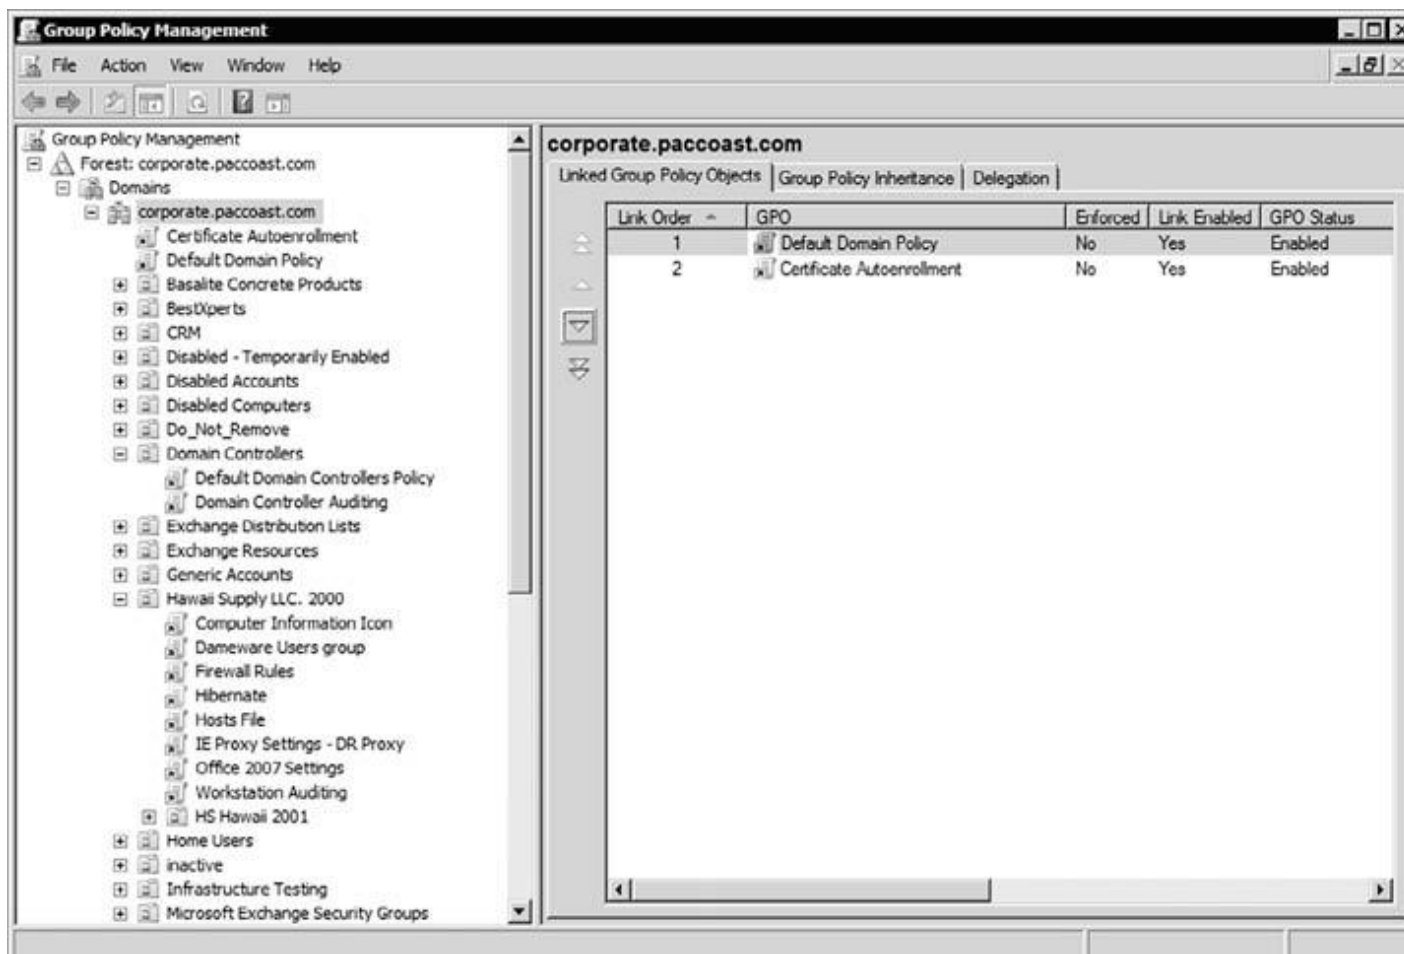 Group Policy Management
File Action View Window Help
Group Policy Management
Forest: corporate.paccoast.com
Domains
corporate.paccoast.com
Certificate Autoenrollment
Default Domain Policy
Basalite Concrete Products
BestXperts
CRM
Disabled - Temporarily Enabled
Disabled Accounts
Disabled Computers
Do_Not_Remove
Domain Controllers
Default Domain Controllers Policy
Domain Controller Auditing
Exchange Distribution Lists
Exchange Resources
Generic Accounts
Hawaii Supply LLC. 2000
Computer Information Icon
Dameware Users group
Firewall Rules
Hibernate
Hosts File
IE Proxy Settings - DR Proxy
Office 2007 Settings
Workstation Auditing
HS Hawaii 2001
Home Users
inactive
Infrastructure Testing
Microsoft Exchange Security Groups
corporate.paccoast.com
Linked Group Policy Objects Group Policy Inheritance Delegation
Link Order GPO Enforced Link Enabled GPO Status
1 Default Domain Policy No Yes Enabled
2 Certificate Autoenrollment No Yes Enabled